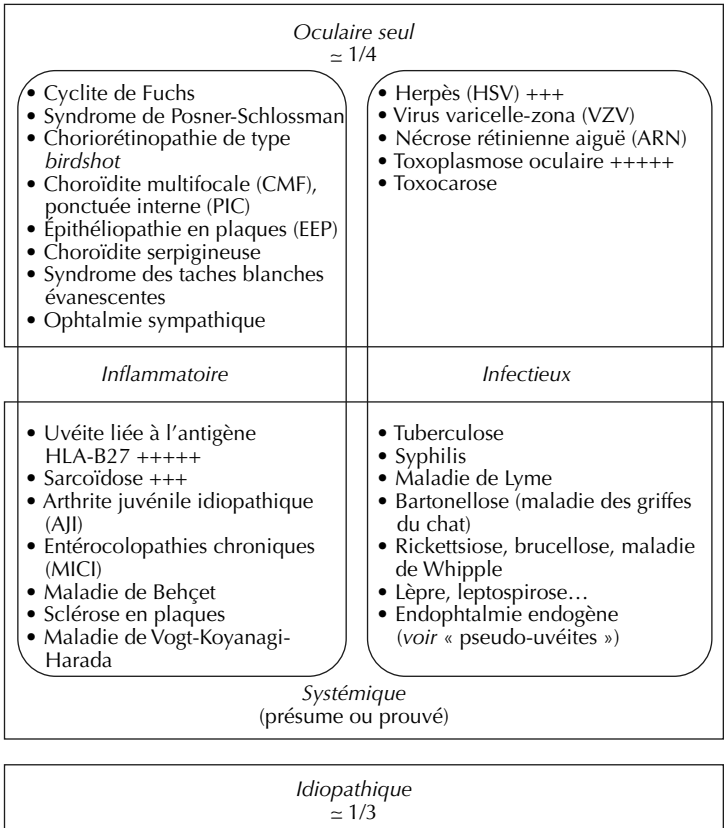 Oculaire seul
≃ 1/4
• Cyclite de Fuchs
• Syndrome de Posner-Schlossman
• Choriorétinopathie de type
birdshot
• Choroïdite multifocale (CMF),
ponctuée interne (PIC)
• Épithéliopathie en plaques (EEP)
• Choroïdite serpigineuse
• Syndrome des taches blanches
évanescentes
• Ophtalmie sympathique
• Herpès (HSV) +++
• Virus varicelle-zona (VZV)
• Nécrose rétinienne aiguë (ARN)
• Toxoplasmose oculaire +++++
• Toxocarose
Inflammatoire
Infectieux
• Uvéite liée à l'antigène
HLA-B27 +++++
• Sarcoïdose +++
• Arthrite juvénile idiopathique
(AJI)
• Entérocolopathies chroniques
(MICI)
• Maladie de Behçet
• Sclérose en plaques
• Maladie de Vogt-Koyanagi-
Harada
• Tuberculose
• Syphilis
• Maladie de Lyme
• Bartonellose (maladie des griffes
du chat)
• Rickettsiose, brucellose, maladie
de Whipple
• Lèpre, leptospirose…
• Endophtalmie endogène
(voir « pseudo-uvéites »)
Systémique
(présume ou prouvé)
Idiopathique
≃ 1/3